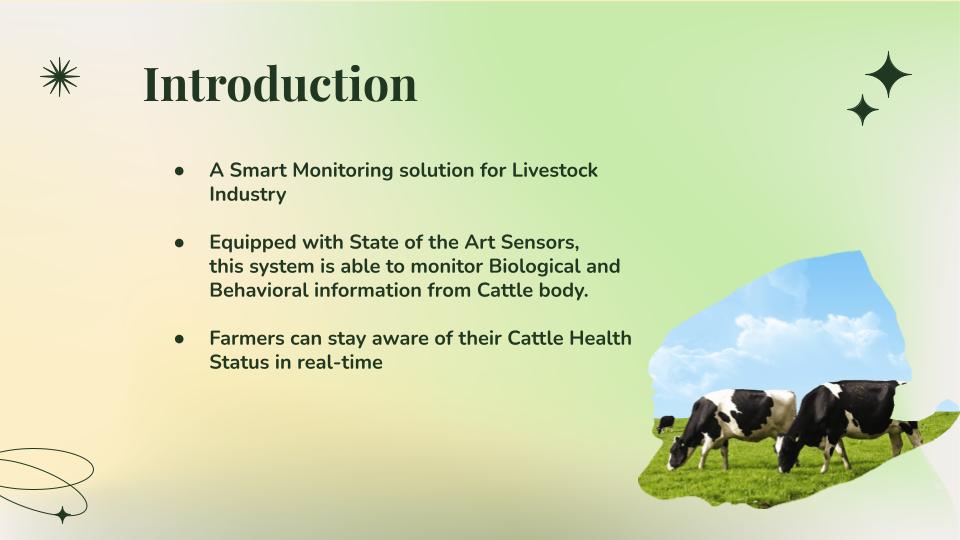 Introduction
● A Smart Monitoring solution for Livestock
Industry
● Equipped with State of the Art Sensors,
this system is able to monitor Biological and
Behavioral information from Cattle body.
● Farmers can stay aware of their Cattle Health
Status in real-time